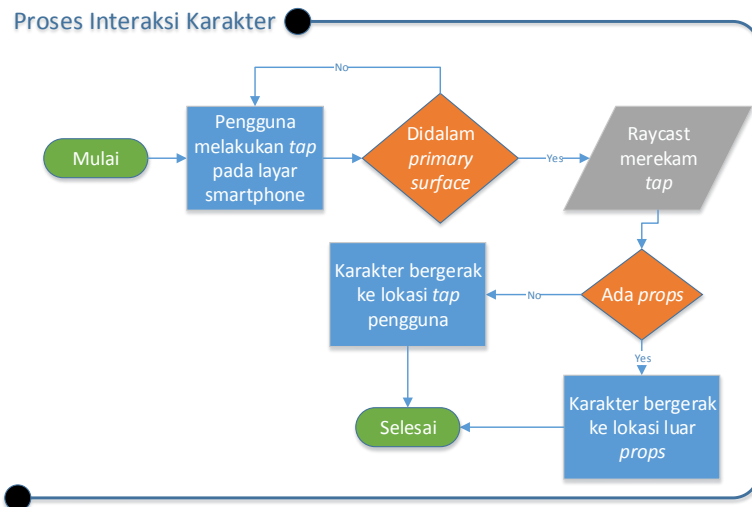 Proses Interaksi Karakter
No
Mulai
Pengguna
melakukan tap
pada layar
smartphone
Didalam
primary
surface
Yes
Raycast
merekam
tap
Karakter bergerak
ke lokasi tap
pengguna
No
Ada props
Yes
Selesai
Karakter bergerak
ke lokasi luar
props